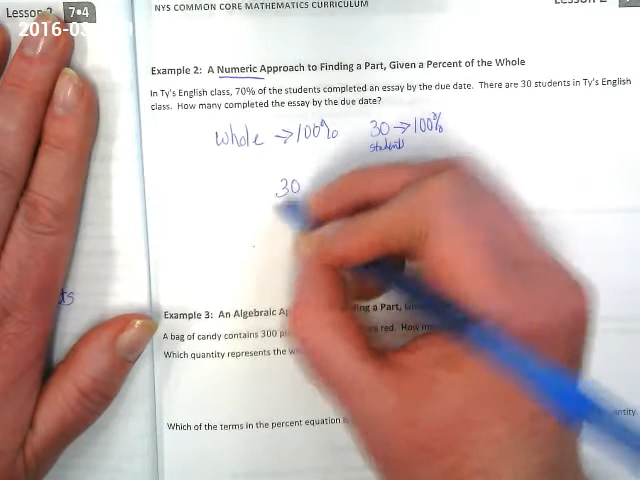 Lesson 2 7•4
2016-03
NYS COMMON CORE MATHEMATICS CURRICULUM
Example 2: A Numeric Approach to Finding a Part, Given a Percent of the Whole
In Ty's English class, 70% of the students completed an essay by the due date. There are 30 students in Ty's English
class. How many completed the essay by the due date?
whole → 100% 30 → 100%
students
30
ts
Example 3: An Algebraic ing a Part,
A bag of candy contains 300 red.
Which quantity represents the
Which of the terms in the percent equation